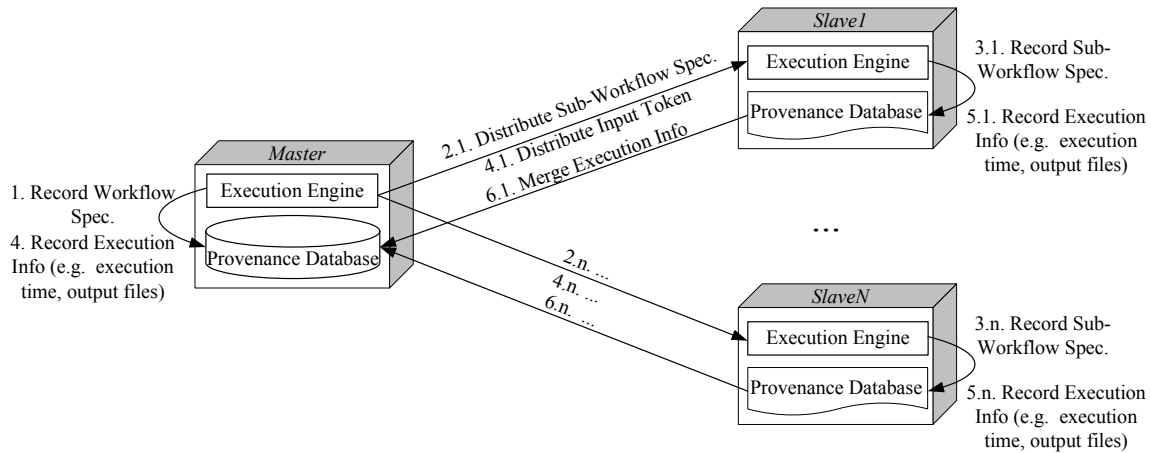 Slave1
Execution Engine
Provenance Database
3.1. Record Sub-
Workflow Spec.
5.1. Record Execution
Info (e.g. execution
time, output files)
2.1. Distribute Sub-Workflow Spec.
4.1. Distribute Input Token
6.1. Merge Execution Info
Master
Execution Engine
Provenance Database
1. Record Workflow
Spec.
4. Record Execution
Info (e.g. execution
time, output files)
...
2.n. ...
4.n. ...
6.n. ...
SlaveN
Execution Engine
Provenance Database
3.n. Record Sub-
Workflow Spec.
5.n. Record Execution
Info (e.g. execution
time, output files)